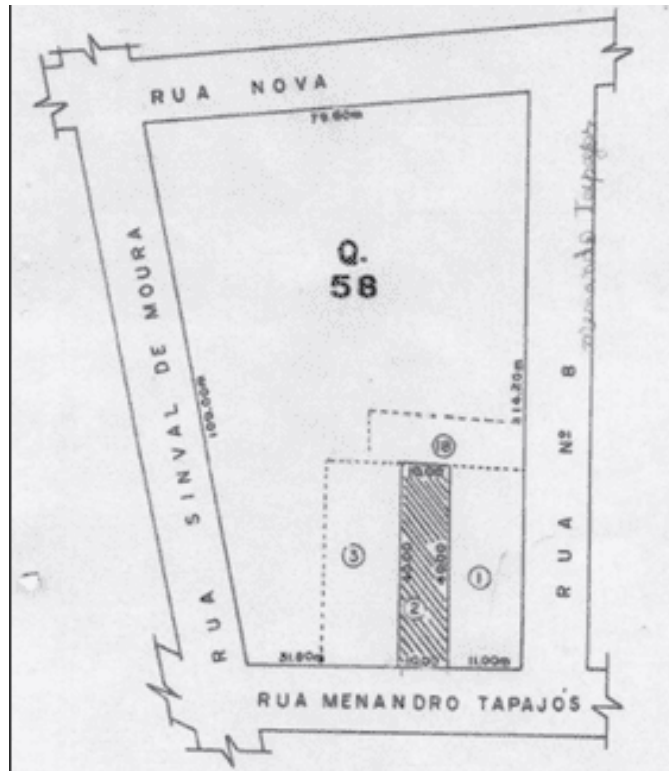 RUA NOVA
79.60m
Q.
58
RUA SINVAL DE MOURA
109.00m
114.20m
RUA Nº 8
18
10.00
3
40.00
40.00
1
2
31.80m
10.00
11.00m
RUA MENANDRO TAPAJÓS